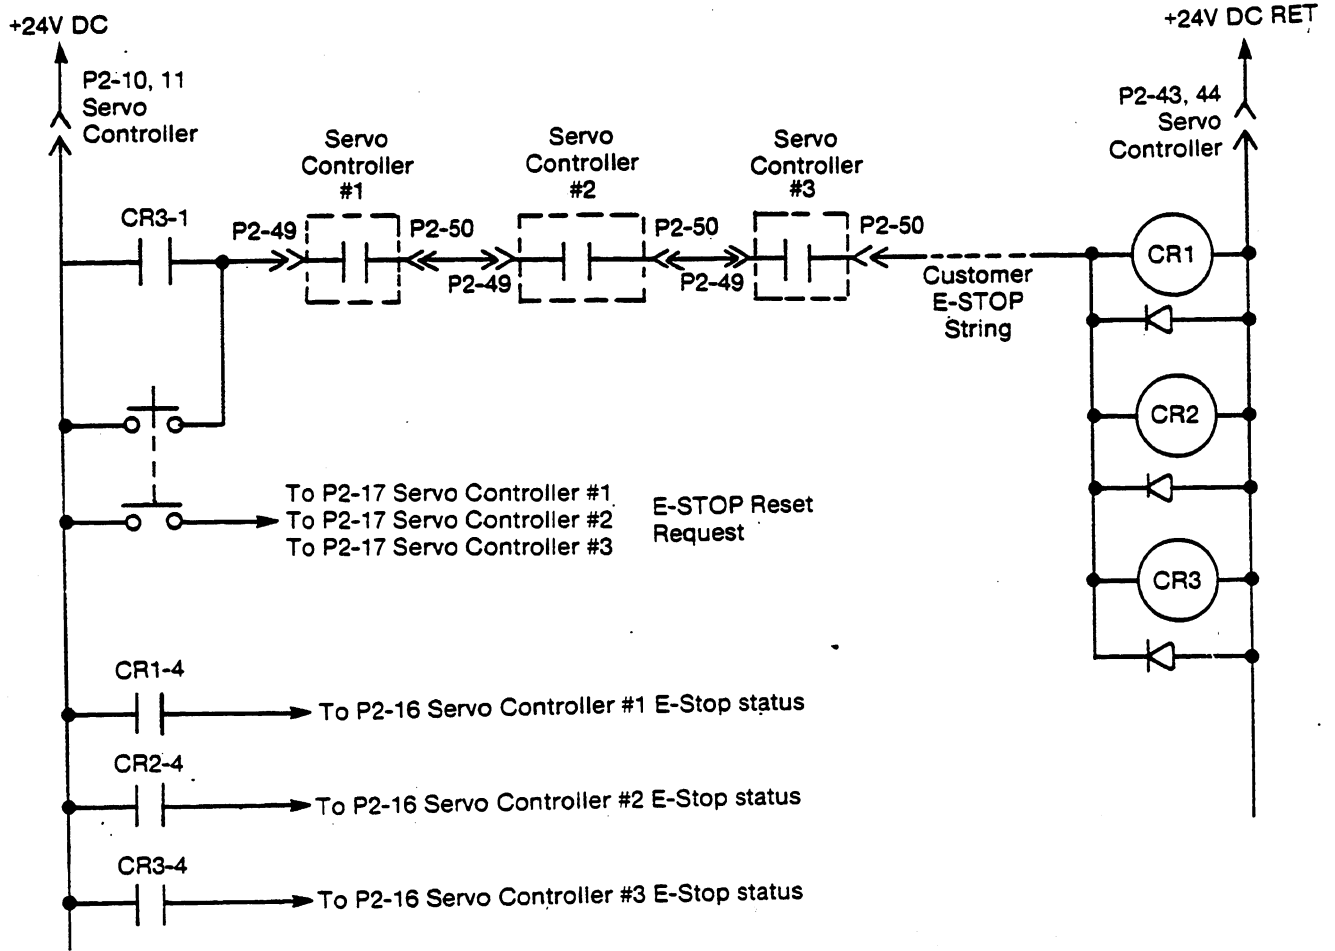 +24V DC
+24V DC RET
P2-10, 11
Servo
Controller
P2-43, 44
Servo
Controller
Servo
Controller
#1
Servo
Controller
#2
Servo
Controller
#3
CR3-1
P2-49
P2-50
P2-49
P2-50
P2-49
P2-50
Customer
E-STOP
String
CR1
CR2
CR3
To P2-17 Servo Controller #1
To P2-17 Servo Controller #2
To P2-17 Servo Controller #3
E-STOP Reset
Request
CR1-4
To P2-16 Servo Controller #1 E-Stop status
CR2-4
To P2-16 Servo Controller #2 E-Stop status
CR3-4
To P2-16 Servo Controller #3 E-Stop status